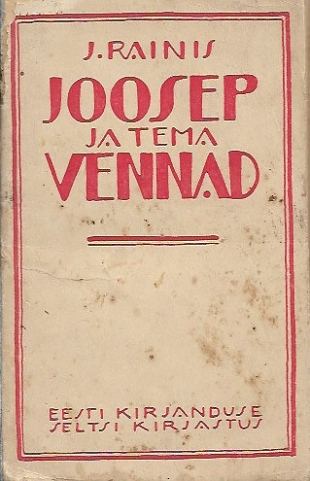 J. RAINIS
JOOSEP
JA TEMA
VENNAD
EESTI KIRJANDUSE
SELTSI KIRJASTUS